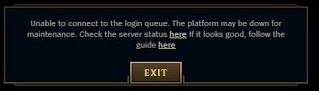 Unable to connect to the login queue. The platform may be down for
maintenance. Check the server status here If it looks good, follow the
guide here
EXIT